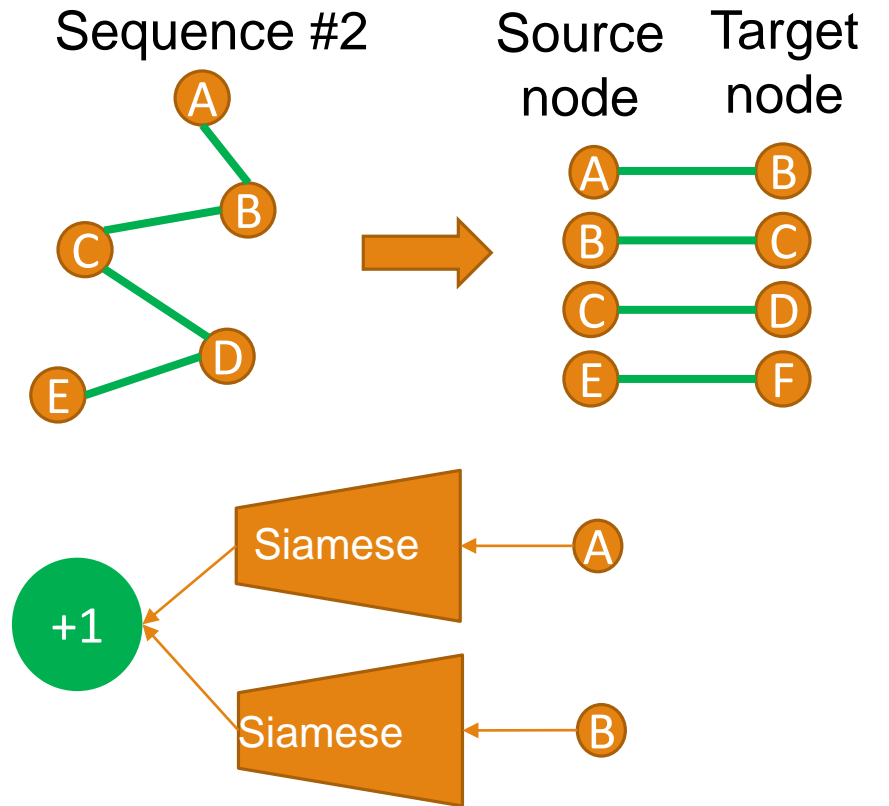 Sequence #2
Source node
Target node
A
B
C
D
E
A B
B C
C D
E F
Siamese
A
+1
Siamese
B